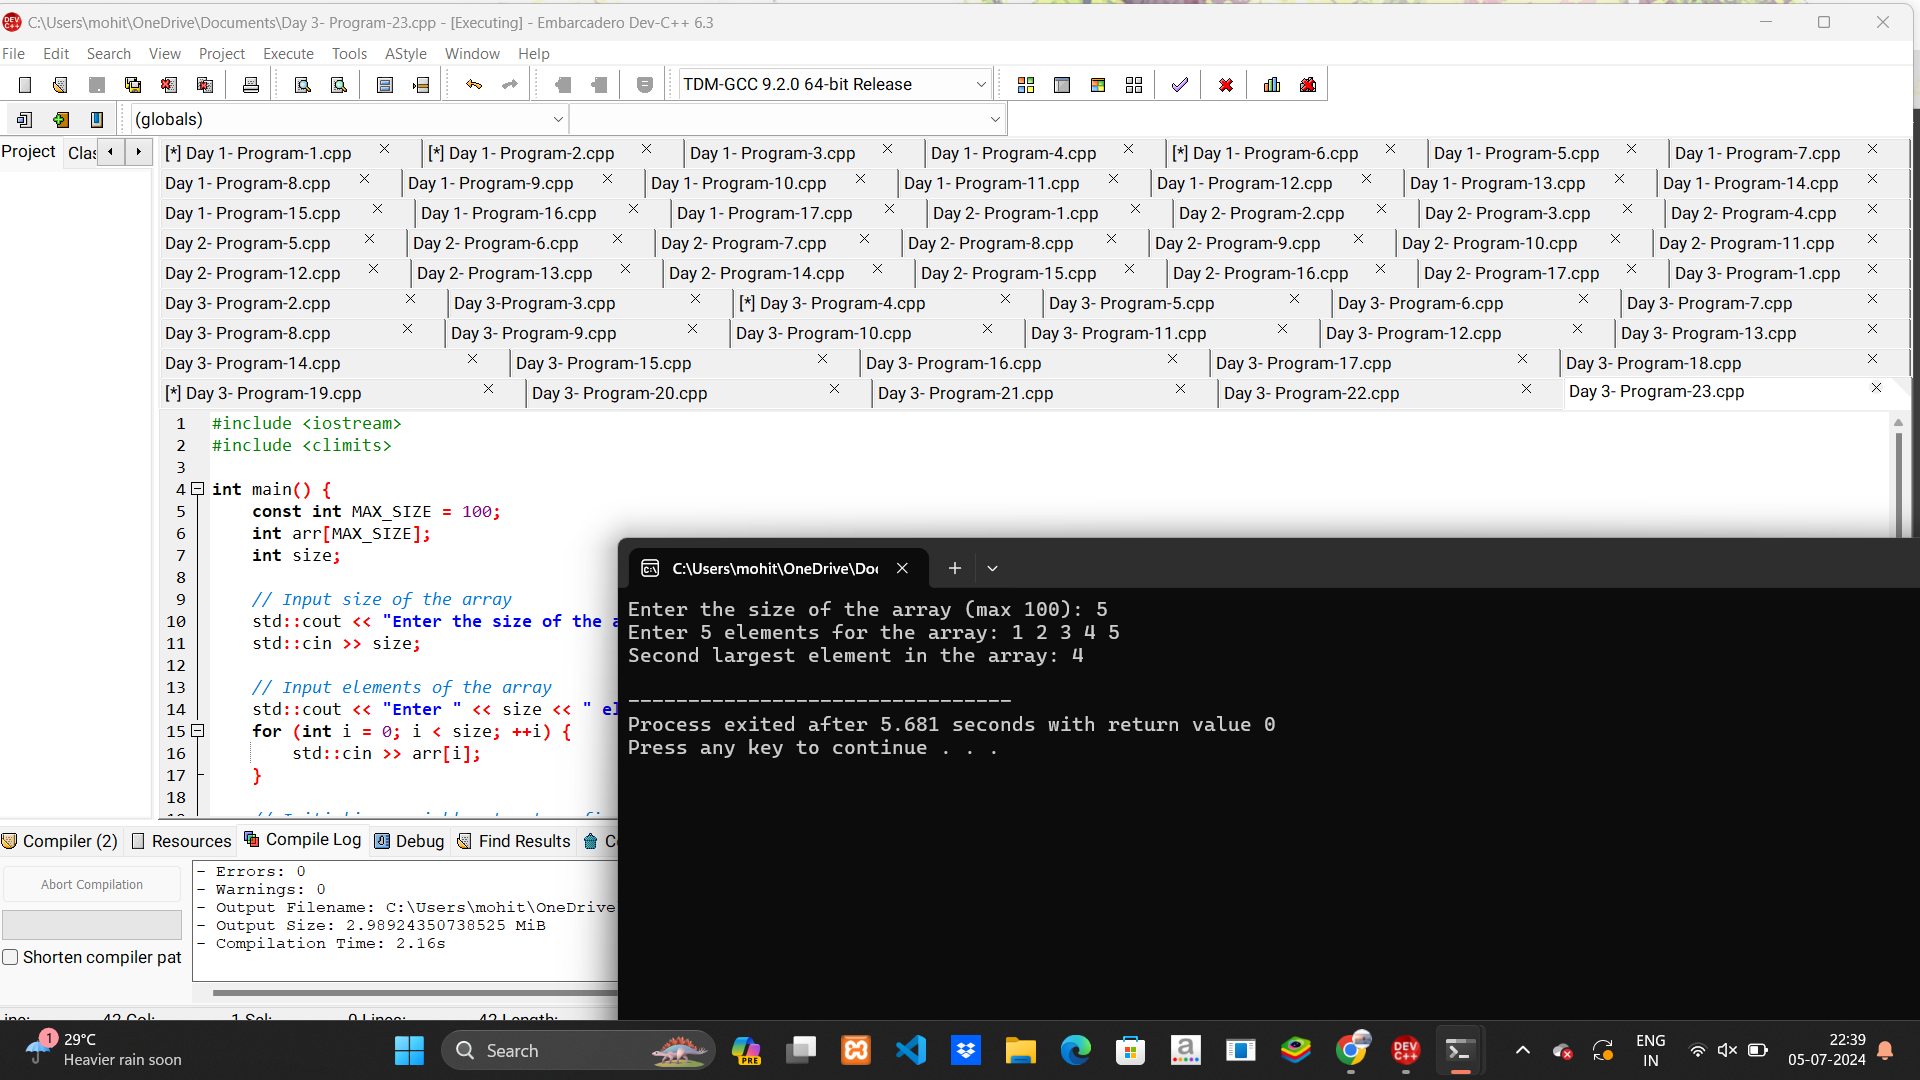 C:\Users\mohit\OneDrive\Documents\Day 3- Program-23.cpp - [Executing] - Embarcadero Dev-C++ 6.3
File Edit Search View Project Execute Tools AStyle Window Help
TDM-GCC 9.2.0 64-bit Release
(globals)
Project Clas
[*] Day 1- Program-1.cpp [*] Day 1- Program-2.cpp Day 1- Program-3.cpp Day 1- Program-4.cpp [*] Day 1- Program-6.cpp Day 1- Program-5.cpp Day 1- Program-7.cpp
Day 1- Program-8.cpp Day 1- Program-9.cpp Day 1- Program-10.cpp Day 1- Program-11.cpp Day 1- Program-12.cpp Day 1- Program-13.cpp Day 1- Program-14.cpp
Day 1- Program-15.cpp Day 1- Program-16.cpp Day 1- Program-17.cpp Day 2- Program-1.cpp Day 2- Program-2.cpp Day 2- Program-3.cpp Day 2- Program-4.cpp
Day 2- Program-5.cpp Day 2- Program-6.cpp Day 2- Program-7.cpp Day 2- Program-8.cpp Day 2- Program-9.cpp Day 2- Program-10.cpp Day 2- Program-11.cpp
Day 2- Program-12.cpp Day 2- Program-13.cpp Day 2- Program-14.cpp Day 2- Program-15.cpp Day 2- Program-16.cpp Day 2- Program-17.cpp Day 3- Program-1.cpp
Day 3- Program-2.cpp Day 3-Program-3.cpp [*] Day 3- Program-4.cpp Day 3- Program-5.cpp Day 3- Program-6.cpp Day 3- Program-7.cpp
Day 3- Program-8.cpp Day 3- Program-9.cpp Day 3- Program-10.cpp Day 3- Program-11.cpp Day 3- Program-12.cpp Day 3- Program-13.cpp
Day 3- Program-14.cpp Day 3- Program-15.cpp Day 3- Program-16.cpp Day 3- Program-17.cpp Day 3- Program-18.cpp
[*] Day 3- Program-19.cpp Day 3- Program-20.cpp Day 3- Program-21.cpp Day 3- Program-22.cpp Day 3- Program-23.cpp
1 #include <iostream>
2 #include <climits>
3
4 int main() {
5 const int MAX_SIZE = 100;
6 int arr[MAX_SIZE];
7 int size;
8
9 // Input size of the array
10 std::cout << "Enter the size of the a
11 std::cin >> size;
12
13 // Input elements of the array
14 std::cout << "Enter " << size << " el
15 for (int i = 0; i < size; ++i) {
16 std::cin >> arr[i];
17 }
18
C:\Users\mohit\OneDrive\Doc
Enter the size of the array (max 100): 5
Enter 5 elements for the array: 1 2 3 4 5
Second largest element in the array: 4
--------------------------------
Process exited after 5.681 seconds with return value 0
Press any key to continue . . .
Compiler (2) Resources Compile Log Debug Find Results
Abort Compilation
Shorten compiler pat
- Errors: 0
- Warnings: 0
- Output Filename: C:\Users\mohit\OneDrive
- Output Size: 2.98924350738525 MiB
- Compilation Time: 2.16s
42 Col: 1 Sel: 0 Lines: 42 Length:
1
29°C
Heavier rain soon
Search
PRE
a
DEV C++
ENG
IN
22:39
05-07-2024